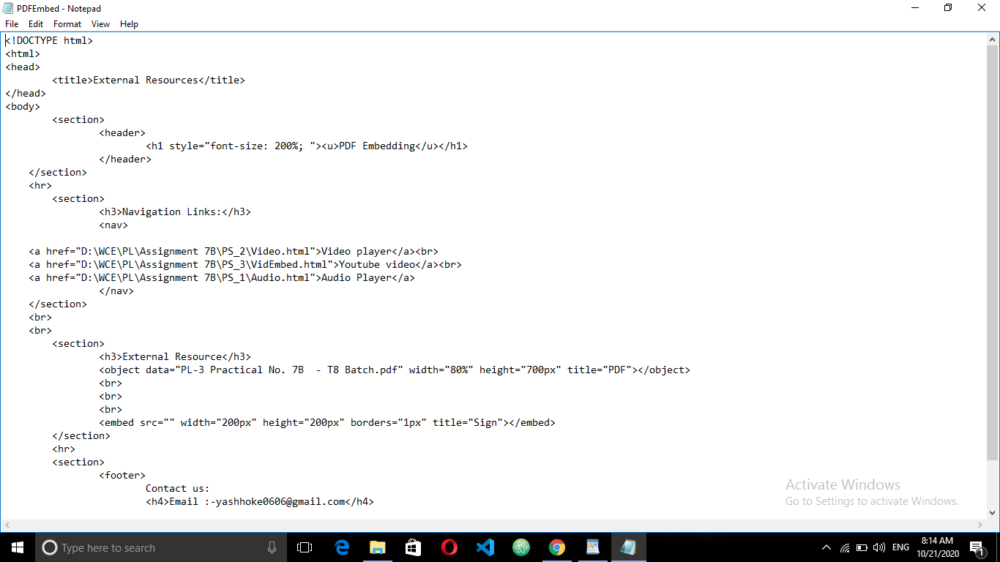 PDFEmbed - Notepad
File Edit Format View Help
<!DOCTYPE html>
<html>
<head>
<title>External Resources</title>
</head>
<body>
<section>
<header>
<h1 style="font-size: 200%; "><u>PDF Embedding</u></h1>
</header>
</section>
<hr>
<section>
<h3>Navigation Links:</h3>
<nav>
<a href="D:\WCE\PL\Assignment 7B\PS_2\Video.html">Video player</a><br>
<a href="D:\WCE\PL\Assignment 7B\PS_3\VidEmbed.html">Youtube video</a><br>
<a href="D:\WCE\PL\Assignment 7B\PS_1\Audio.html">Audio Player</a>
</nav>
</section>
<br>
<br>
<section>
<h3>External Resource</h3>
<object data="PL-3 Practical No. 7B  - T8 Batch.pdf" width="80%" height="700px" title="PDF"></object>
<br>
<br>
<br>
<embed src="" width="200px" height="200px" borders="1px" title="Sign"></embed>
</section>
<hr>
<section>
<footer>
Contact us:
<h4>Email :-yashhoke0606@gmail.com</h4>
Activate Windows
Go to Settings to activate Windows.
Type here to search
ENG
8:14 AM
10/21/2020
1